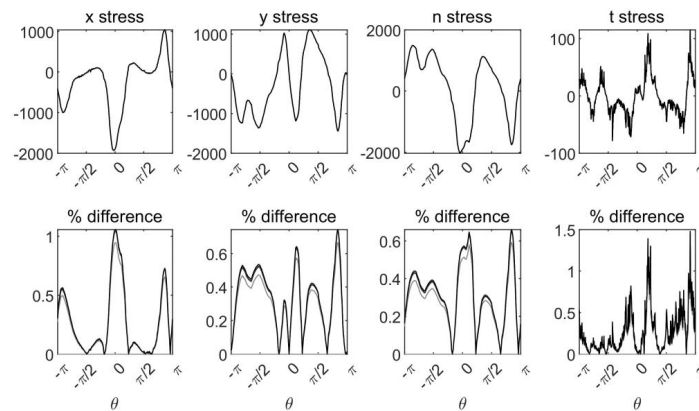 x stress y stress n stress t stress
1000 1000 2000 100
0 0 0 0
-1000 -1000
-2000 -2000 -2000 -100
-π -π/2 0 π/2 π -π -π/2 0 π/2 π -π -π/2 0 π/2 π -π -π/2 0 π/2 π
% difference % difference % difference % difference
1 0.6 0.6 1.5
0.5 0.4 0.4 1
0.2 0.2 0.5
0 0 0 0
-π -π/2 0 π/2 π -π -π/2 0 π/2 π -π -π/2 0 π/2 π -π -π/2 0 π/2 π
θ θ θ θ